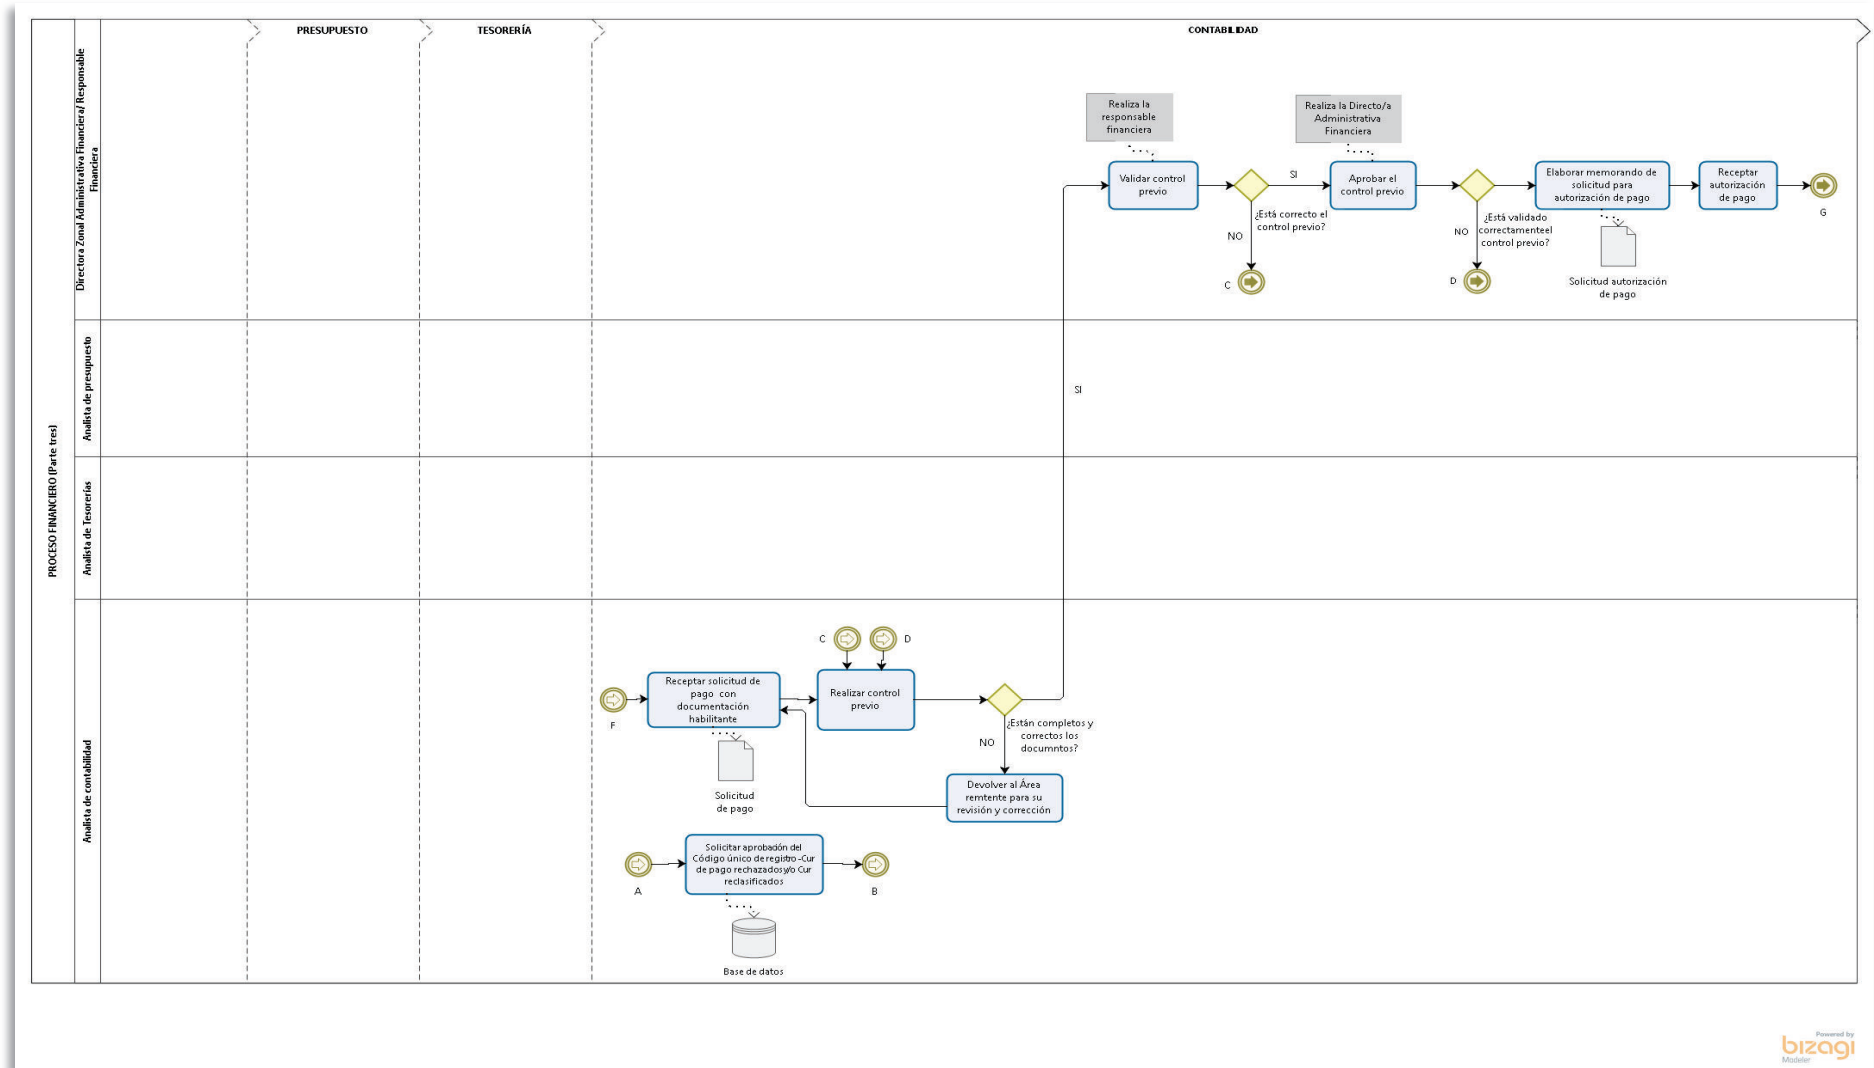 PRESUPUESTO
TESORERÍA
CONTABILIDAD
PROCESO FINANCIERO (Parte tres)
Directora Zonal Administrativa Financiera/ Responsable
Financiera
Realiza la
responsable
financiera
Realiza la Directo/a
Administrativa
Financiera
Validar control
previo
SI
¿Está correcto el
control previo?
NO
C
Aprobar el
control previo
¿Está validado
correctamenteel
control previo?
NO
D
Elaborar memorando de
solicitud para
autorización de pago
Solicitud autorización
de pago
Receptar
autorización
de pago
G
Analista de presupuesto
SI
Analista de Tesorerías
Analista de contabilidad
C
D
F
Receptar solicitud de
pago con
documentación
habilitante
Solicitud
de pago
Realizar control
previo
¿Están completos y
correctos los
documntos?
NO
Devolver al Área
remtente para su
revisión y corrección
A
Solicitar aprobación del
Código único de registro -Cur
de pago rechazadosy/o Cur
reclasificados
B
Base de datos
Powered by
bizagi
Modeler